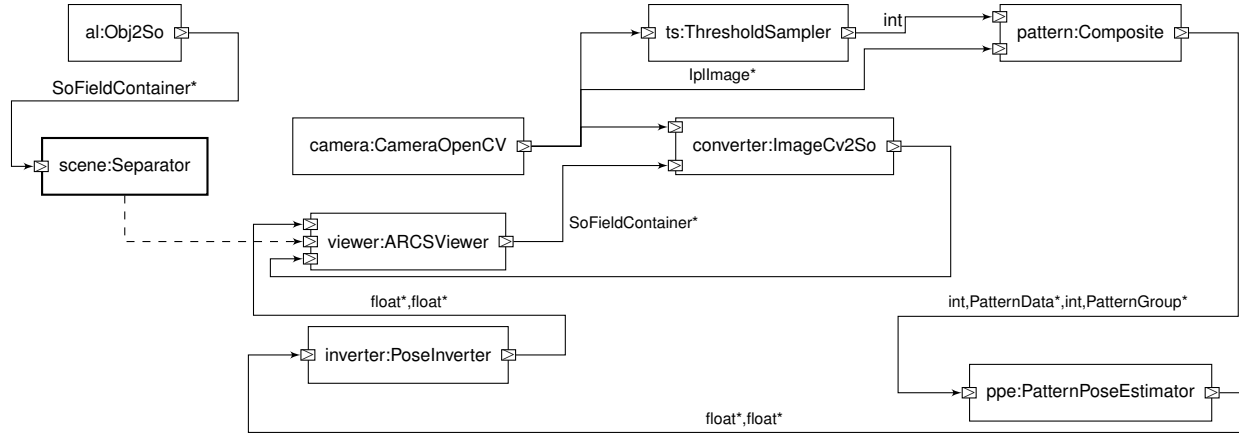 al:Obj2So
ts:ThresholdSampler
int
pattern:Composite
SoFieldContainer*
IplImage*
camera:CameraOpenCV
converter:ImageCv2So
scene:Separator
SoFieldContainer*
viewer:ARCSViewer
float*,float*
int,PatternData*,int,PatternGroup*
inverter:PoseInverter
ppe:PatternPoseEstimator
float*,float*